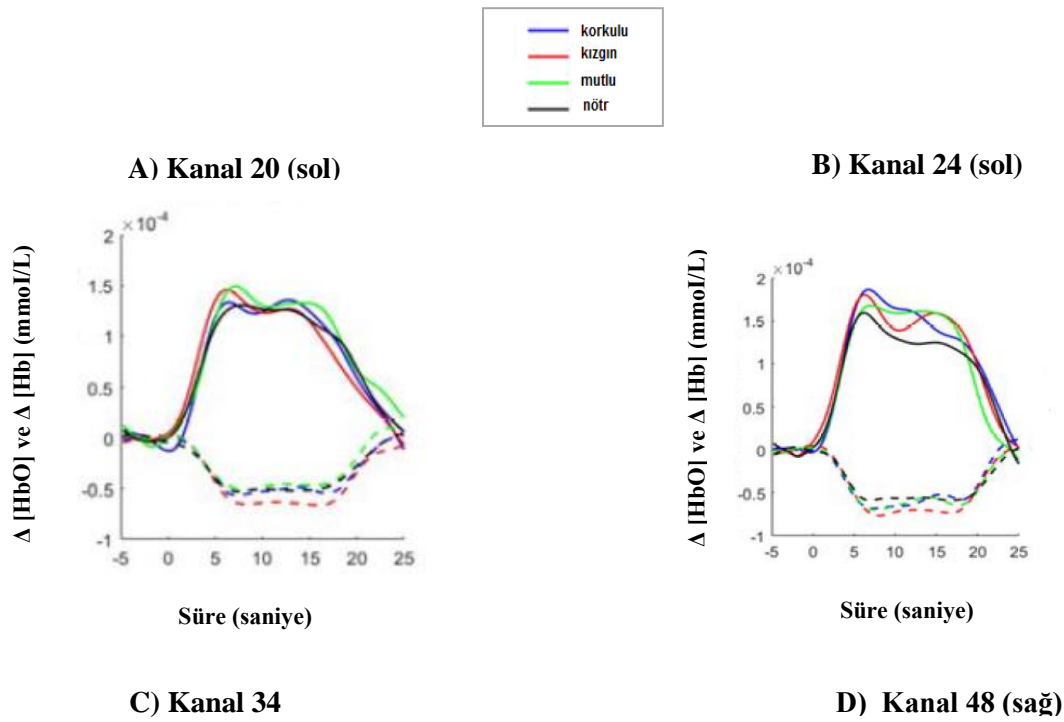 korkulu
kızgın
mutlu
nötr
A) Kanal 20 (sol)
B) Kanal 24 (sol)
Δ [HbO] ve Δ [Hb] (mmoI/L)
×10⁻⁴
2
1.5
1
0.5
0
-0.5
-1
-5 0 5 10 15 20 25
Süre (saniye)
Δ [HbO] ve Δ [Hb] (mmoI/L)
×10⁻⁴
2
1.5
1
0.5
0
-0.5
-1
-5 0 5 10 15 20 25
Süre (saniye)
C) Kanal 34
D) Kanal 48 (sağ)